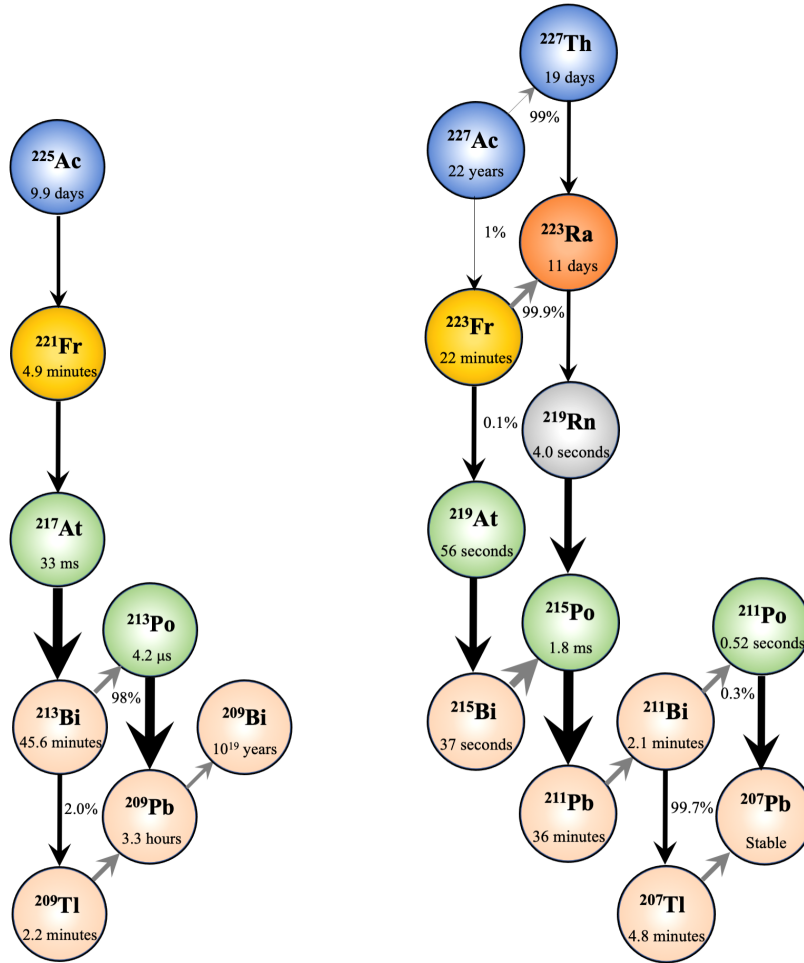 ²²⁵Ac
9.9 days
²²¹Fr
4.9 minutes
²¹⁷At
33 ms
²¹³Po
4.2 µs
98%
²¹³Bi
45.6 minutes
²⁰⁹Bi
10¹⁹ years
2.0%
²⁰⁹Pb
3.3 hours
²⁰⁹Tl
2.2 minutes
²²⁷Th
19 days
99%
²²⁷Ac
22 years
1%
²²³Ra
11 days
99.9%
²²³Fr
22 minutes
0.1%
²¹⁹Rn
4.0 seconds
²¹⁹At
56 seconds
²¹⁵Po
1.8 ms
²¹¹Po
0.52 seconds
0.3%
²¹⁵Bi
37 seconds
²¹¹Bi
2.1 minutes
²¹¹Pb
36 minutes
99.7%
²⁰⁷Pb
Stable
²⁰⁷Tl
4.8 minutes